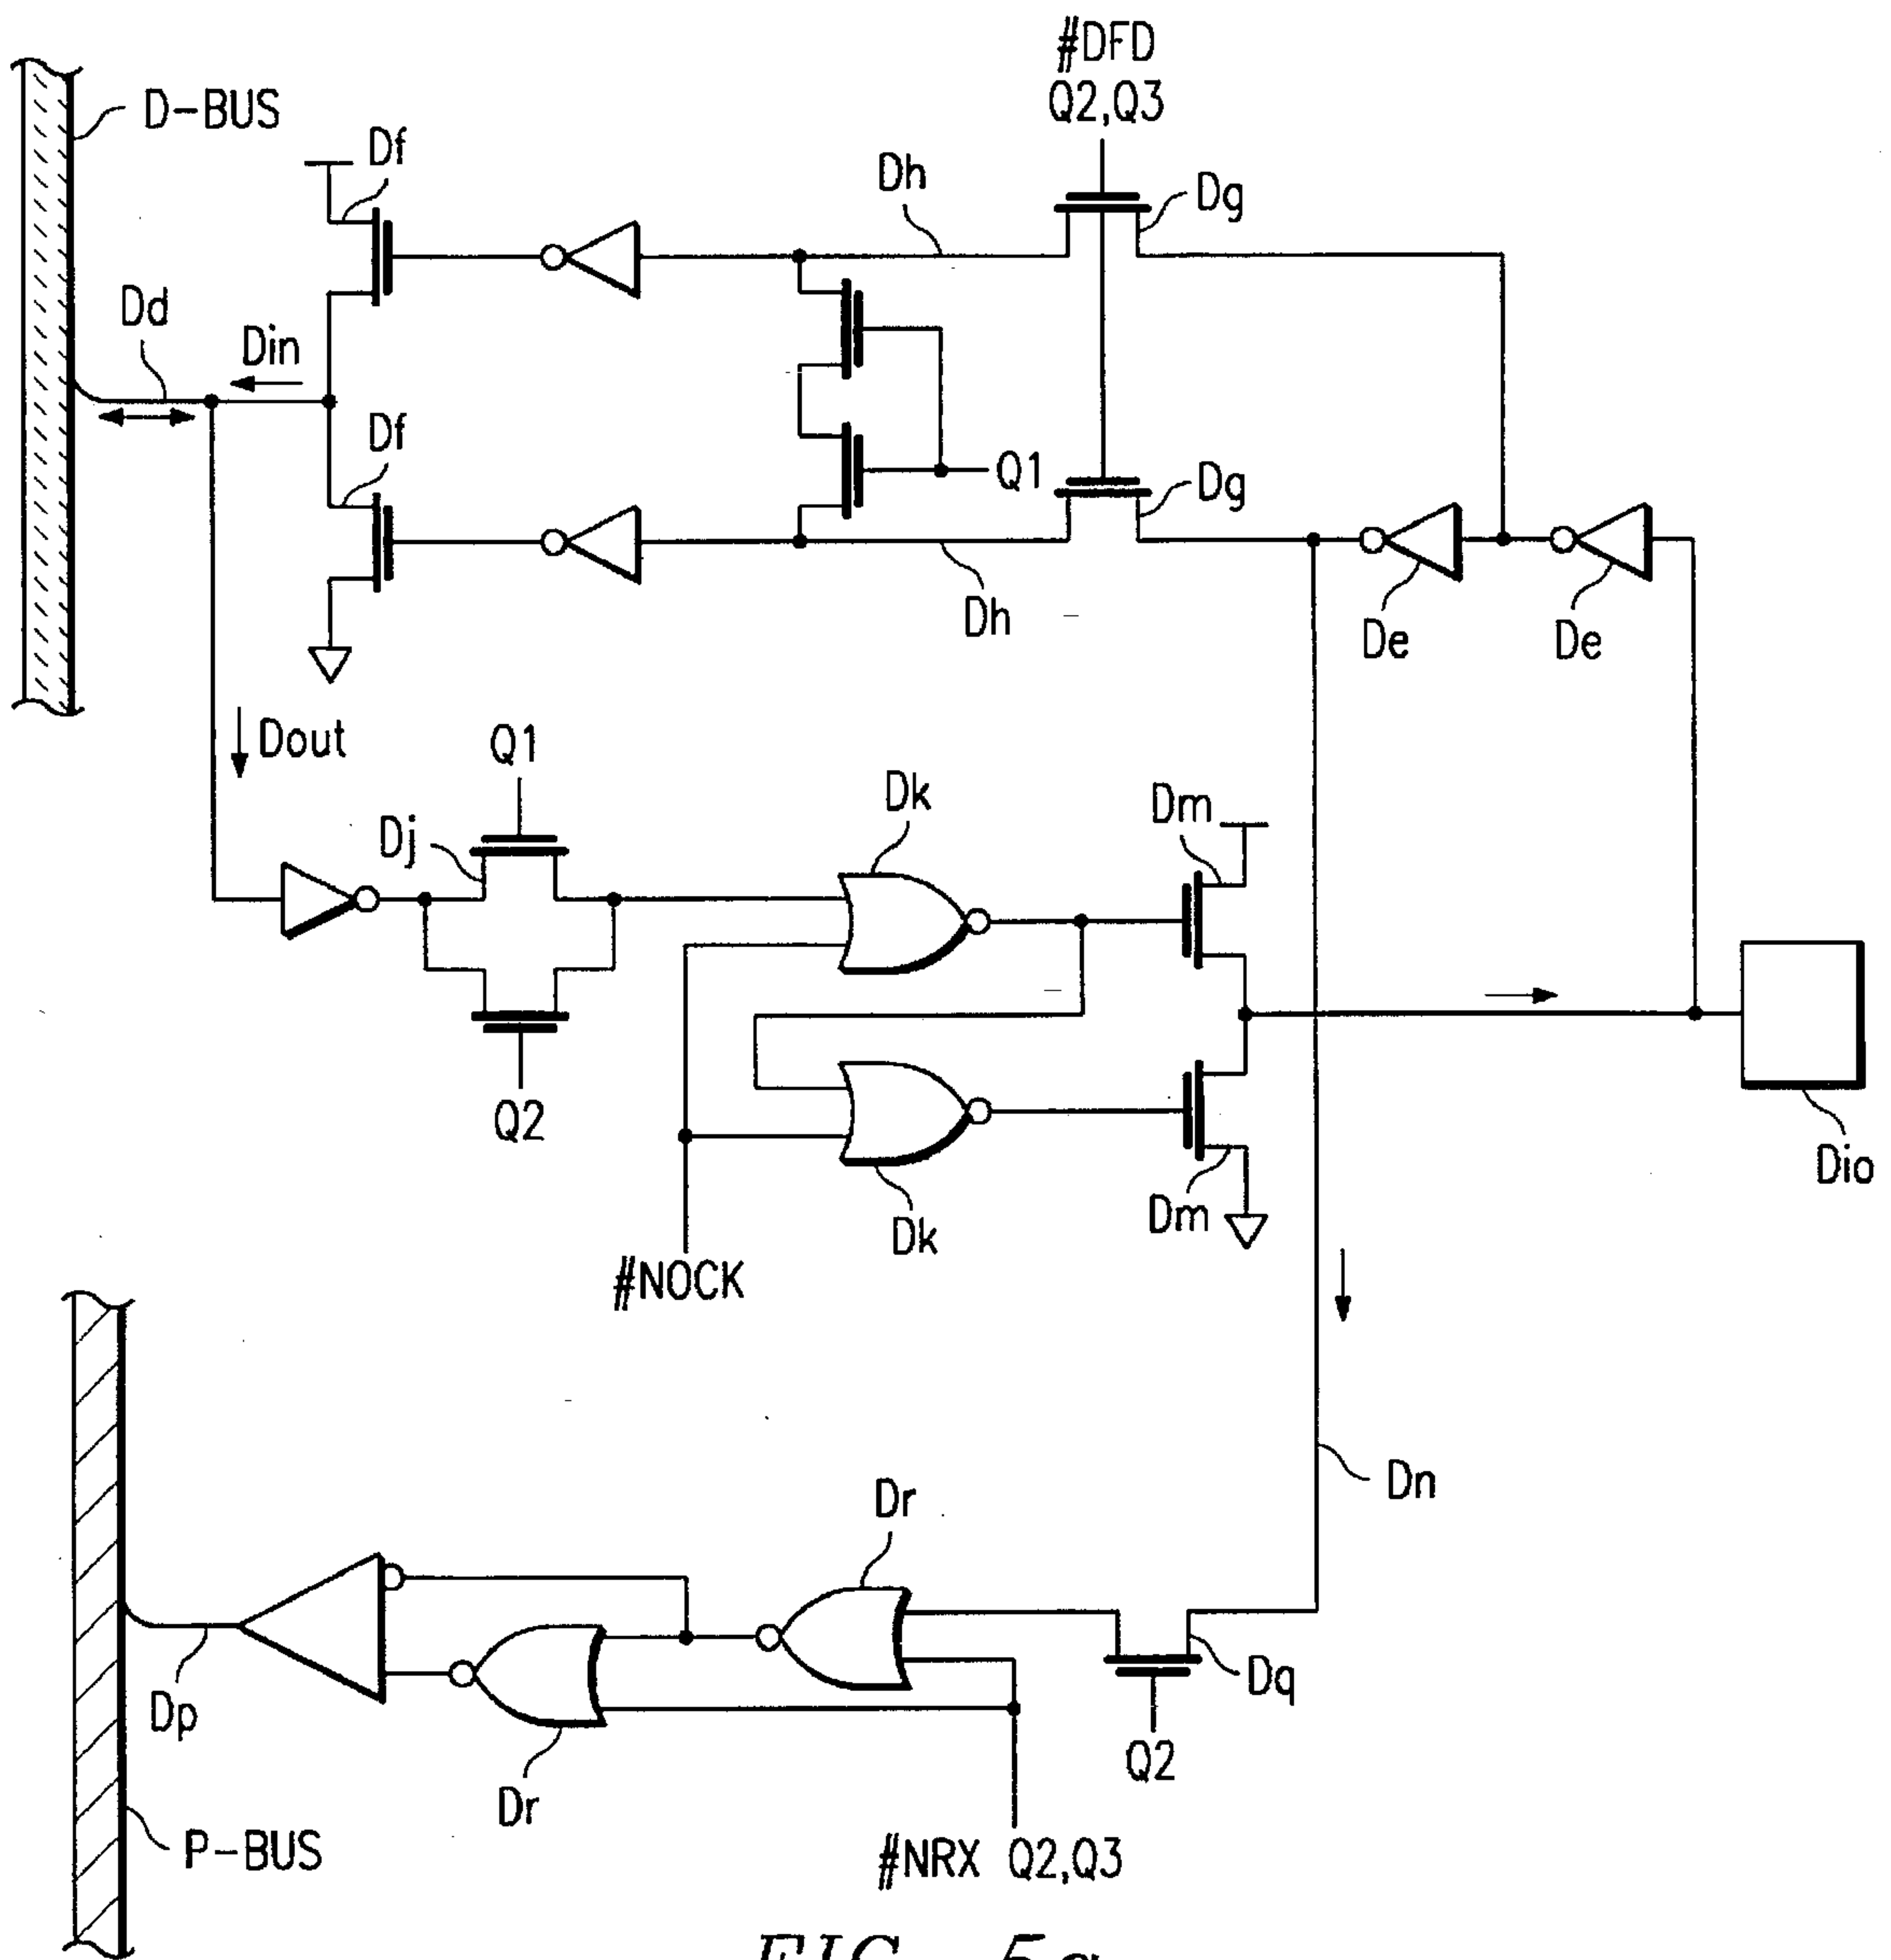 #DFD
Q2,Q3
D-BUS
Df
Dh
Dg
Dd
Din
Df
Q1
Dg
Dh
De
De
Dout
Q1
Dk
Dm
Dj
Q2
Dio
Dm
Dk
#NOCK
Dn
Dr
Dp
Dq
Q2
Dr
P-BUS
#NRX Q2,Q3